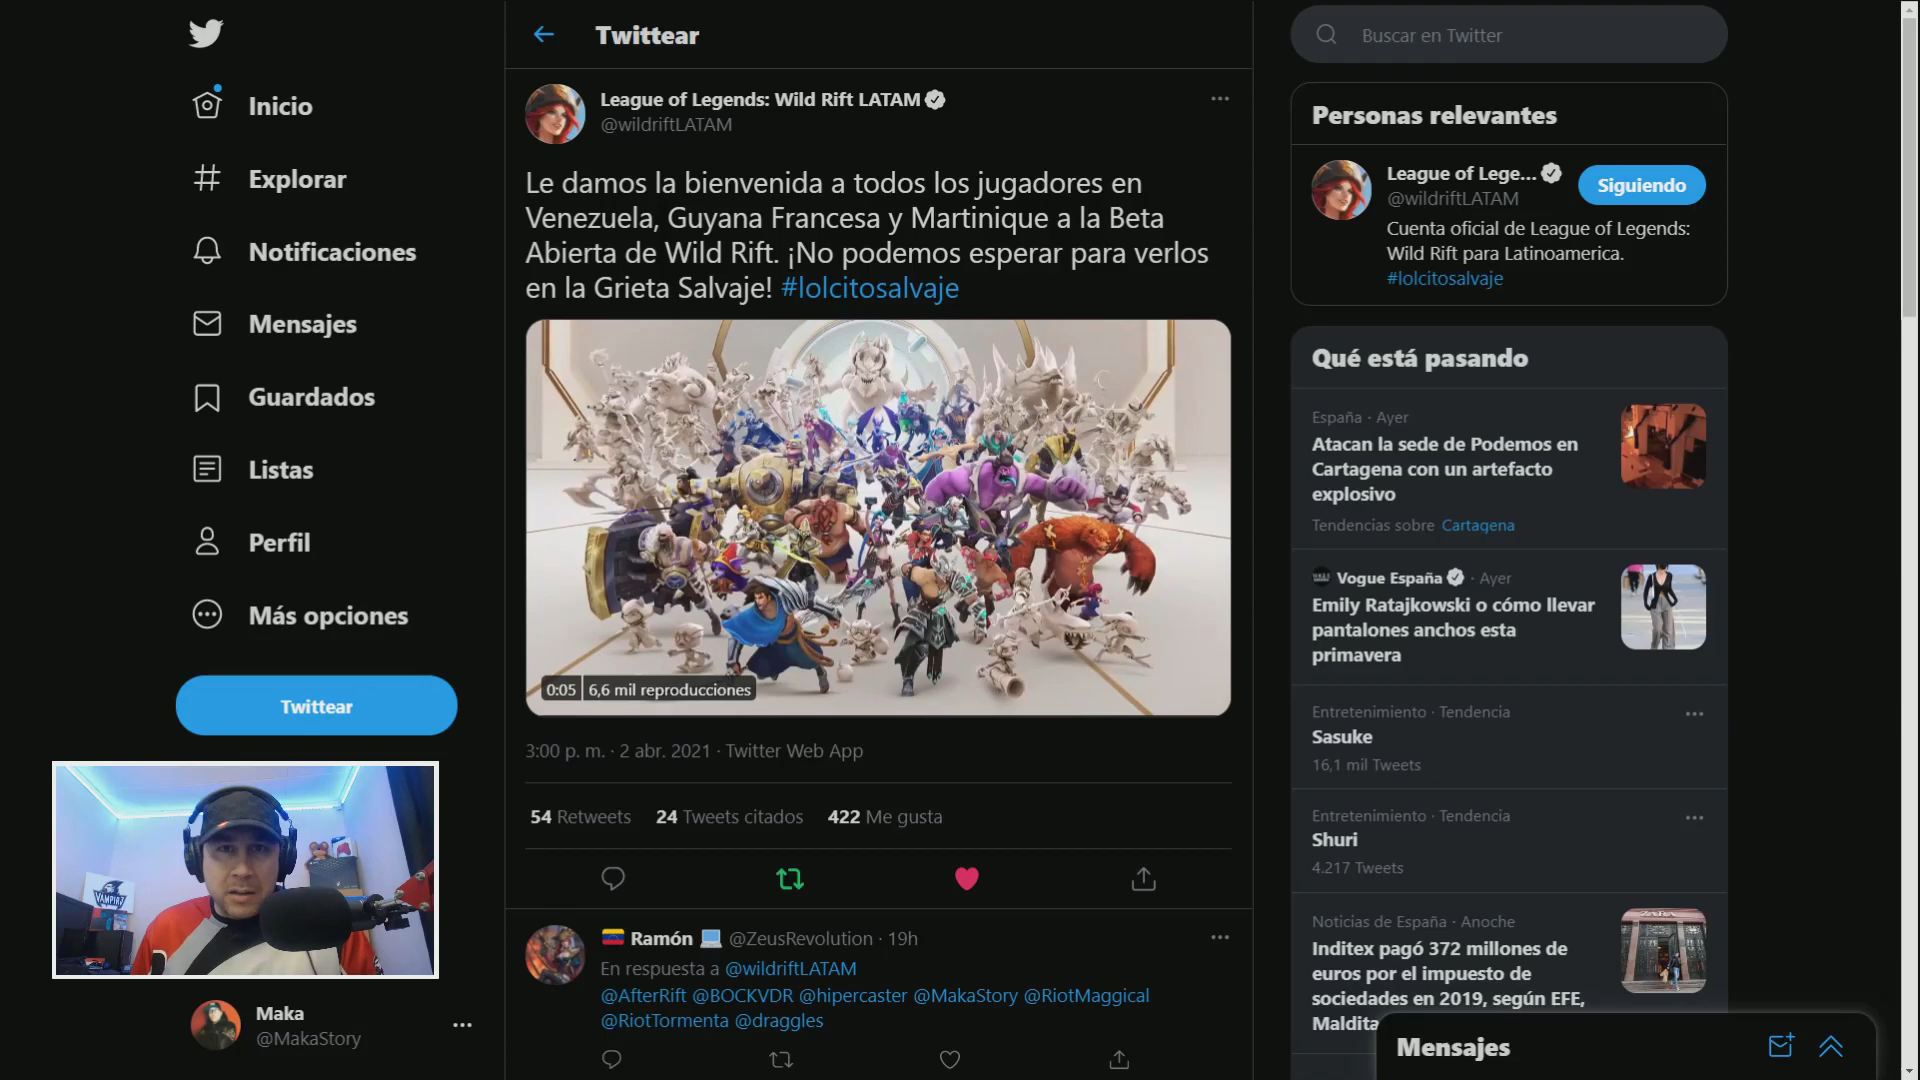 Inicio
Explorar
Notificaciones
Mensajes
Guardados
Listas
Perfil
Más opciones
Twittear
VAMPIRZ
Maka
@MakaStory
Twittear
League of Legends: Wild Rift LATAM
@wildriftLATAM
Le damos la bienvenida a todos los jugadores en
Venezuela, Guyana Francesa y Martinique a la Beta
Abierta de Wild Rift. ¡No podemos esperar para verlos
en la Grieta Salvaje! #lolcitosalvaje
0:05 6,6 mil reproducciones
3:00 p. m. · 2 abr. 2021 · Twitter Web App
54 Retweets 24 Tweets citados 422 Me gusta
Ramón @ZeusRevolution · 19h
En respuesta a @wildriftLATAM
@AfterRift @BOCKVDR @hipercaster @MakaStory @RiotMaggical
@RiotTormenta @draggles
Buscar en Twitter
Personas relevantes
League of Lege...
@wildriftLATAM
Siguiendo
Cuenta oficial de League of Legends:
Wild Rift para Latinoamerica.
#lolcitosalvaje
Qué está pasando
España · Ayer
Atacan la sede de Podemos en
Cartagena con un artefacto
explosivo
Tendencias sobre Cartagena
Vogue España · Ayer
Emily Ratajkowski o cómo llevar
pantalones anchos esta
primavera
Entretenimiento · Tendencia
Sasuke
16,1 mil Tweets
Entretenimiento · Tendencia
Shuri
4.217 Tweets
Noticias de España · Anoche
Inditex pagó 372 millones de
euros por el impuesto de
sociedades en 2019, según EFE,
Maldita
ZARA
Mensajes